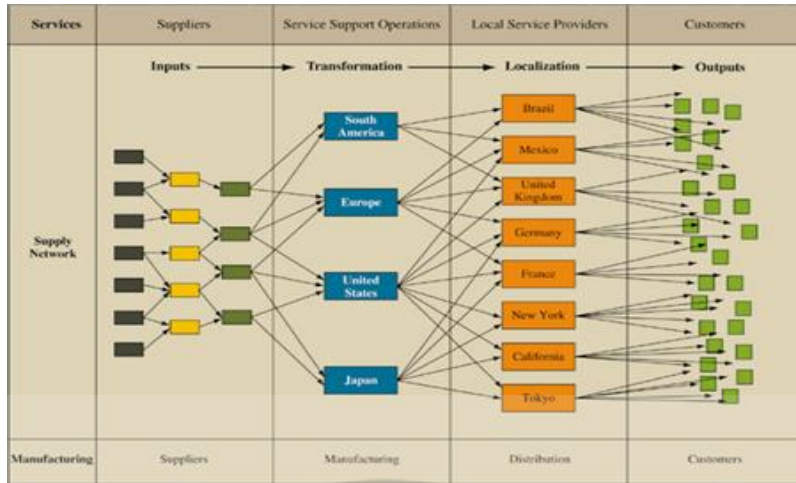 Services Suppliers Service Support Operations Local Service Providers Customers
Inputs Transformation Localization Outputs
South
America
Europe
United
States
Japan
Brazil
Mexico
United
Kingdom
Germany
France
New York
California
Tokyo
Supply
Network
Manufacturing Suppliers Manufacturing Distribution Customers